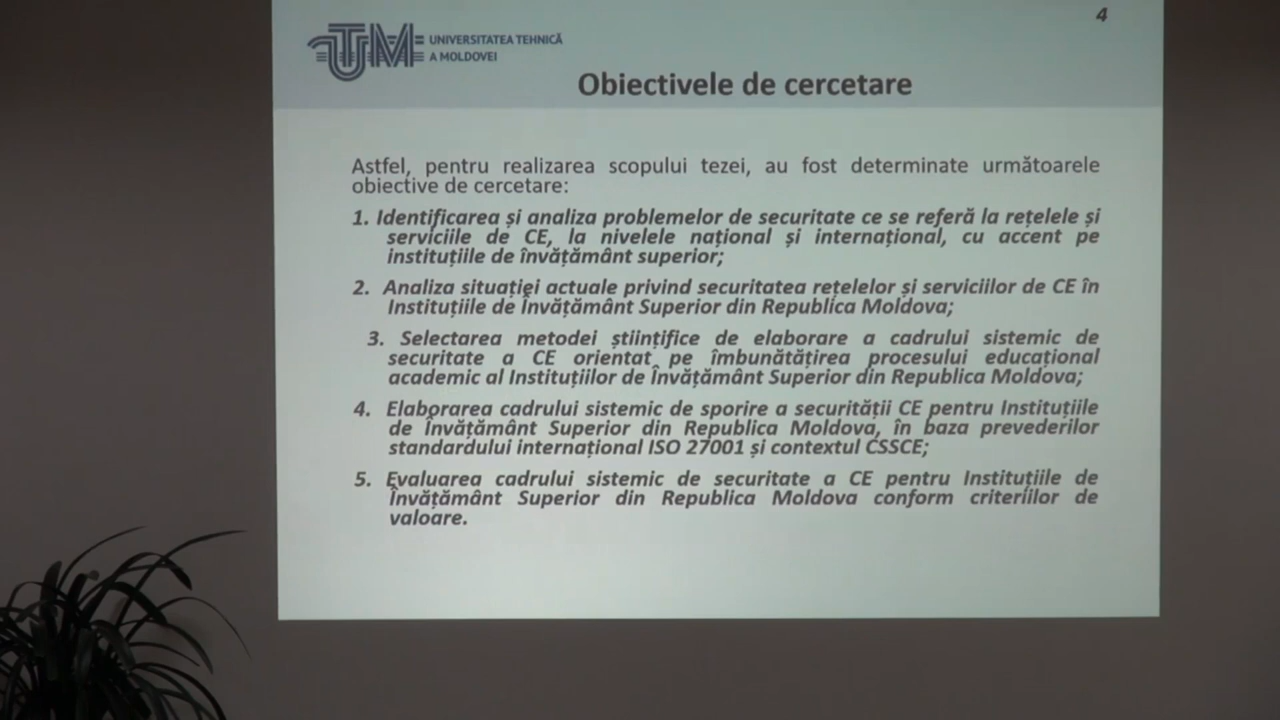 4
UTM UNIVERSITATEA TEHNICĂ
A MOLDOVEI
Obiectivele de cercetare
Astfel, pentru realizarea scopului tezei, au fost determinate următoarele
obiective de cercetare:
1. Identificarea și analiza problemelor de securitate ce se referă la rețelele și
serviciile de CE, la nivelele național și internațional, cu accent pe
instituțiile de învățământ superior;
2. Analiza situației actuale privind securitatea rețelelor și serviciilor de CE în
Instituțiile de Învățământ Superior din Republica Moldova;
3. Selectarea metodei științifice de elaborare a cadrului sistemic de
securitate a CE orientat pe îmbunătățirea procesului educațional
academic al Instituțiilor de Învățământ Superior din Republica Moldova;
4. Elaborarea cadrului sistemic de sporire a securității CE pentru Instituțiile
de Învățământ Superior din Republica Moldova, în baza prevederilor
standardului internațional ISO 27001 și contextul CSSCE;
5. Evaluarea cadrului sistemic de securitate a CE pentru Instituțiile de
Învățământ Superior din Republica Moldova conform criteriilor de
valoare.